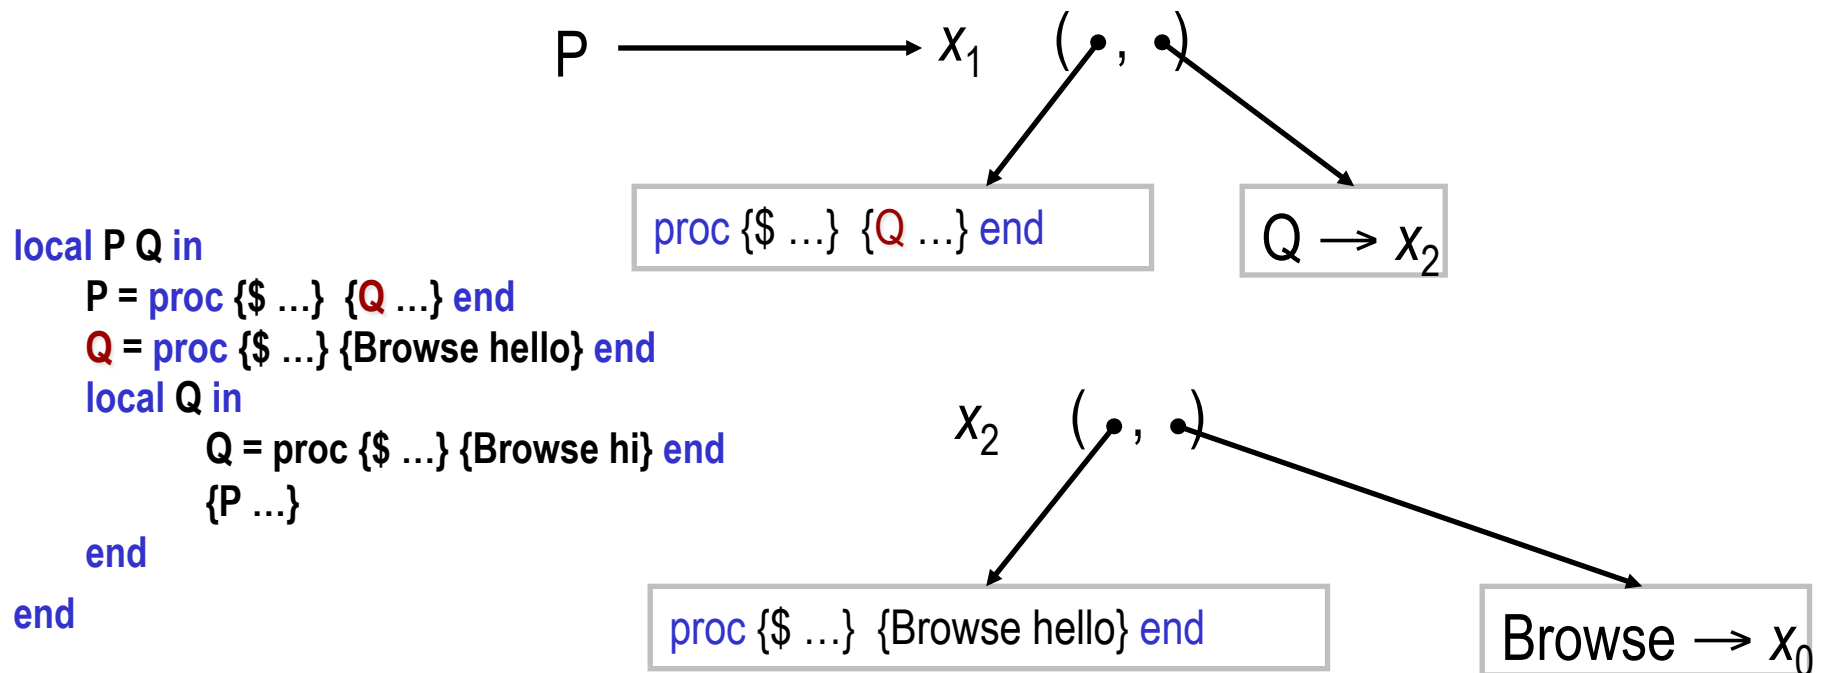 P x₁ ( , )
proc {$ …} {Q …} end
Q → x₂
local P Q in
P = proc {$ …} {Q …} end
Q = proc {$ …} {Browse hello} end
local Q in
Q = proc {$ …} {Browse hi} end
{P …}
end
end
x₂ ( , )
proc {$ …} {Browse hello} end
Browse → x₀